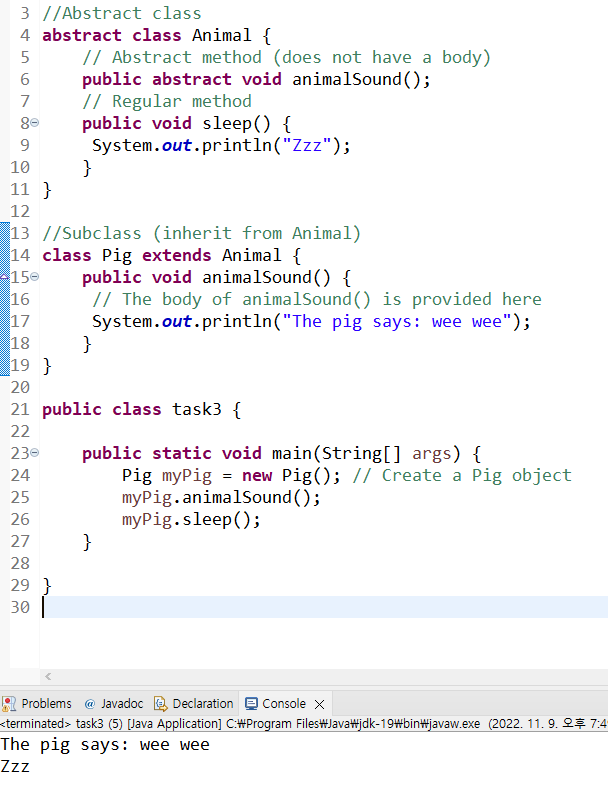 3 //Abstract class
4 abstract class Animal {
5     // Abstract method (does not have a body)
6     public abstract void animalSound();
7     // Regular method
8     public void sleep() {
9      System.out.println("Zzz");
10     }
11 }
12
13 //Subclass (inherit from Animal)
14 class Pig extends Animal {
15     public void animalSound() {
16      // The body of animalSound() is provided here
17      System.out.println("The pig says: wee wee");
18     }
19 }
20
21 public class task3 {
22
23     public static void main(String[] args) {
24         Pig myPig = new Pig(); // Create a Pig object
25         myPig.animalSound();
26         myPig.sleep();
27     }
28
29 }
30
Problems @ Javadoc Declaration Console
<terminated> task3 (5) [Java Application] C:₩Program Files₩Java₩jdk-19₩bin₩javaw.exe (2022. 11. 9. 오후 7:4
The pig says: wee wee
Zzz